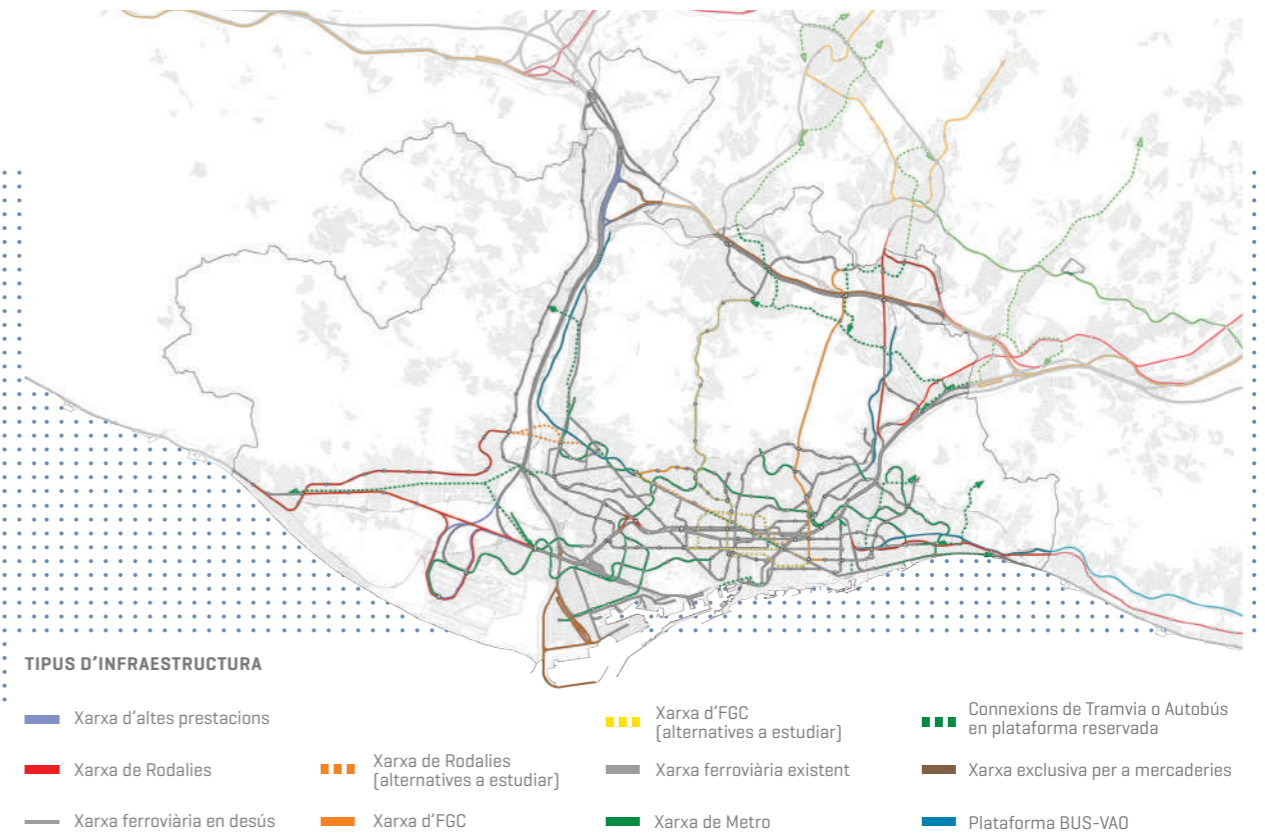 TIPUS D'INFRAESTRUCTURA
Xarxa d'altes prestacions
Xarxa de Rodalies
Xarxa ferroviària en desús
Xarxa de Rodalies
(alternatives a estudiar)
Xarxa d'FGC
Xarxa d'FGC
(alternatives a estudiar)
Xarxa ferroviària existent
Xarxa de Metro
Connexions de Tramvia o Autobús
en plataforma reservada
Xarxa exclusiva per a mercaderies
Plataforma BUS-VAO